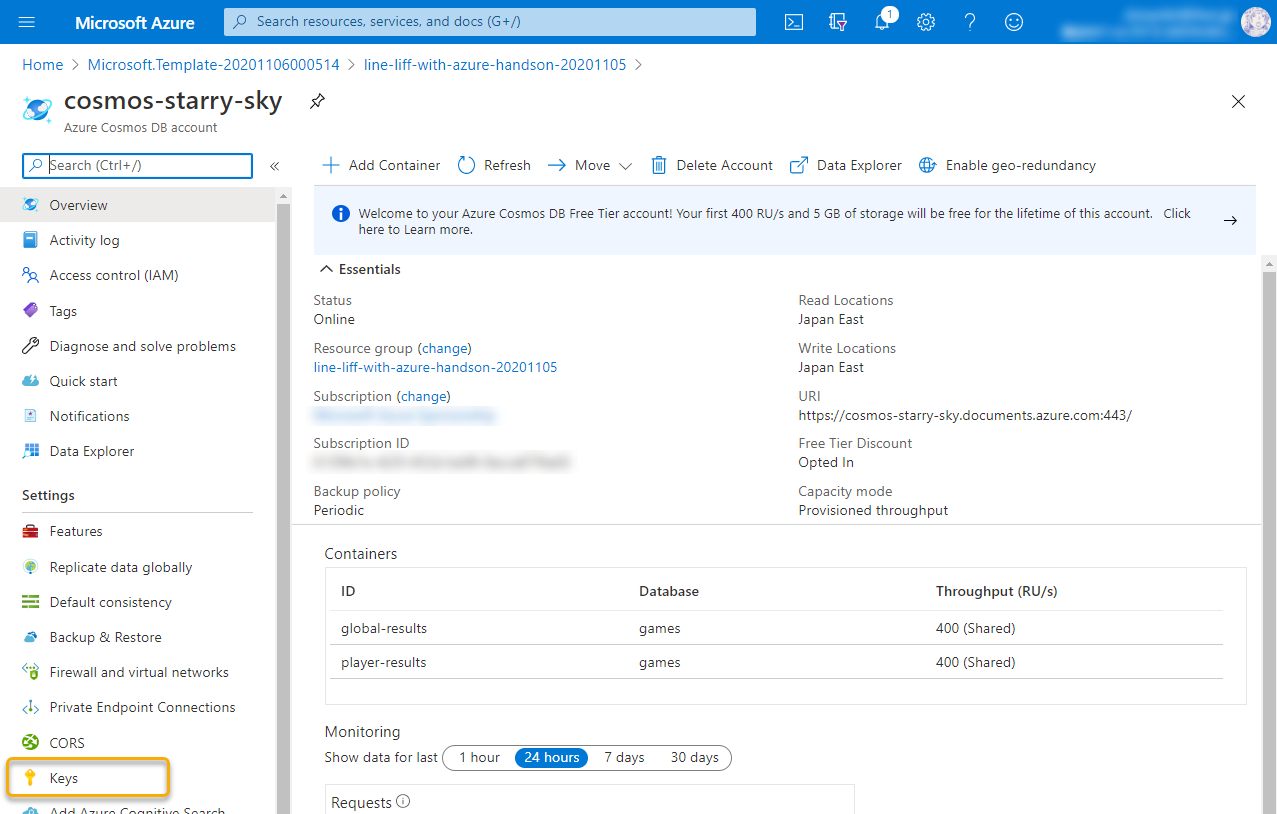 Microsoft Azure
Search resources, services, and docs (G+/)
1
Home > Microsoft.Template-20201106000514 > line-liff-with-azure-handson-20201105 >
cosmos-starry-sky
Azure Cosmos DB account
Search (Ctrl+/)
«
Overview
Activity log
Access control (IAM)
Tags
Diagnose and solve problems
Quick start
Notifications
Data Explorer
Settings
Features
Replicate data globally
Default consistency
Backup & Restore
Firewall and virtual networks
Private Endpoint Connections
CORS
Keys
Add Azure Cognitive Search
Add Container Refresh Move Delete Account Data Explorer Enable geo-redundancy
Welcome to your Azure Cosmos DB Free Tier account! Your first 400 RU/s and 5 GB of storage will be free for the lifetime of this account. Click
here to Learn more.
Essentials
Status
Online
Resource group (change)
line-liff-with-azure-handson-20201105
Subscription (change)
Subscription ID
Backup policy
Periodic
Read Locations
Japan East
Write Locations
Japan East
URI
https://cosmos-starry-sky.documents.azure.com:443/
Free Tier Discount
Opted In
Capacity mode
Provisioned throughput
Containers
ID Database Throughput (RU/s)
global-results games 400 (Shared)
player-results games 400 (Shared)
Monitoring
Show data for last 1 hour 24 hours 7 days 30 days
Requests